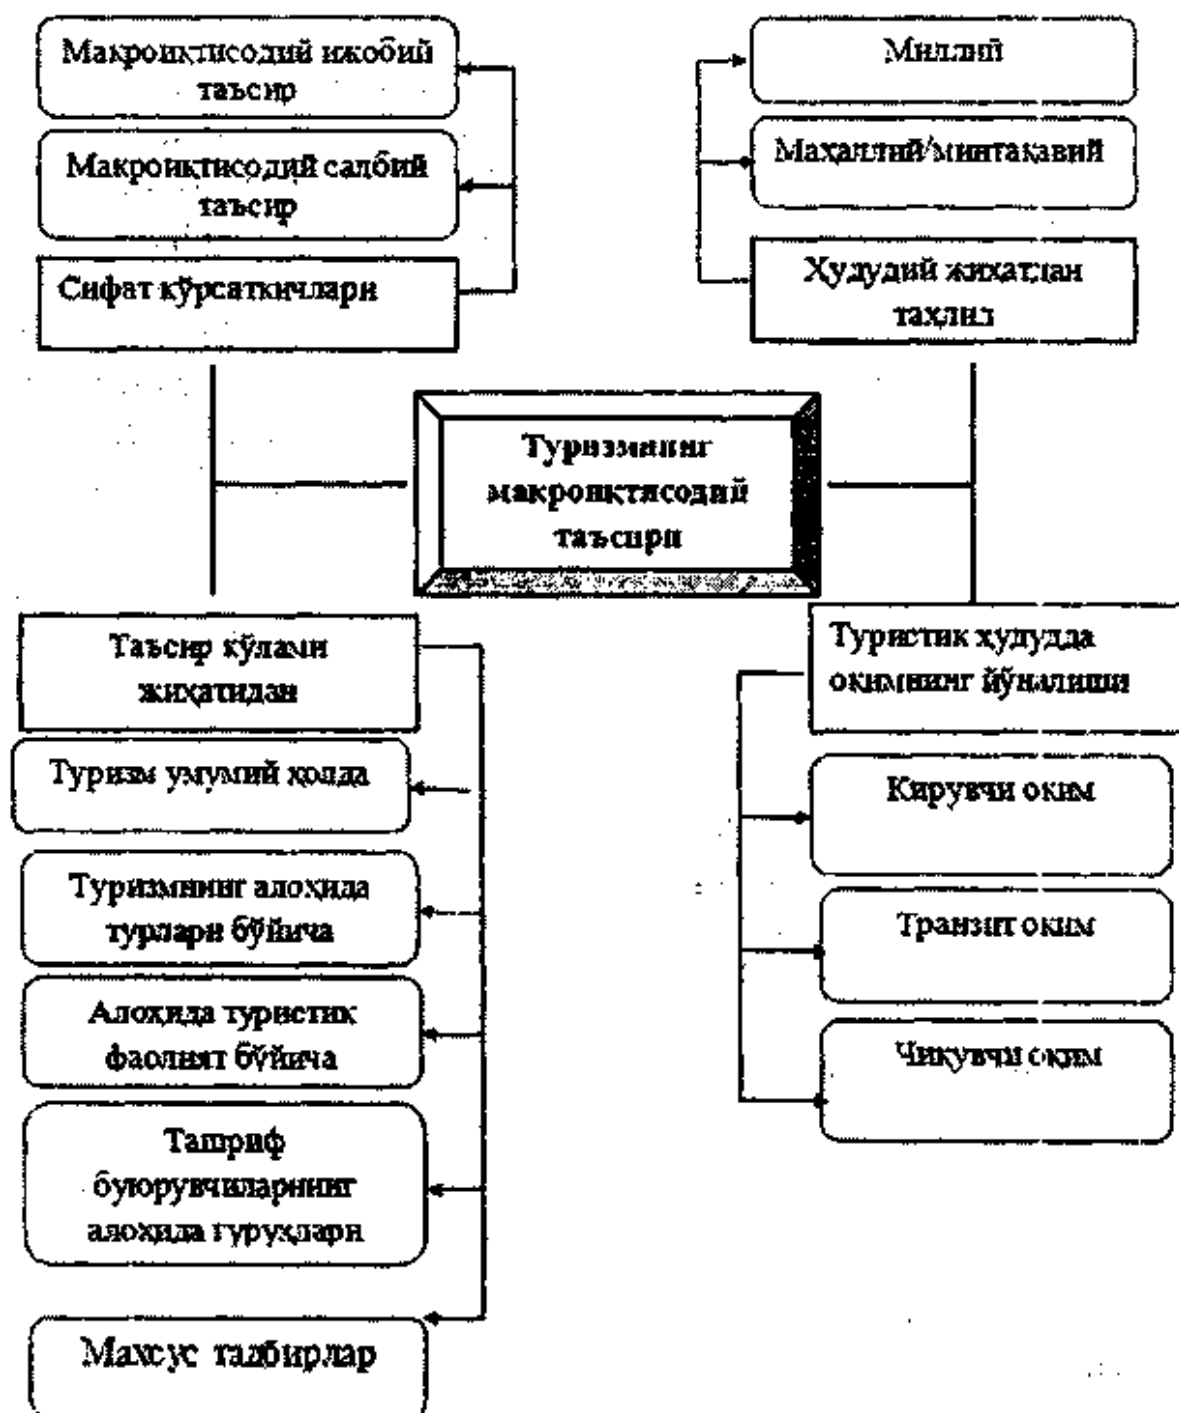 Макроиқтисодий ижобий
таъсир
Макроиқтисодий салбий
таъсир
Сифат кўрсаткичлари
Миллий
Маҳаллий/минтақавий
Ҳудудий жиҳатдан
таҳлил
Туризмнинг
макроиқтисодий
таъсири
Таъсир кўлами
жиҳатидан
Туризм умумий ҳолда
Туризмнинг алоҳида
турлари бўйича
Алоҳида туристик
фаолият бўйича
Ташриф
буюрувчиларнинг
алоҳида гуруҳлари
Махсус тадбирлар
Туристик ҳудудда
оқимнинг йўналиши
Кирувчи оқим
Транзит оқим
Чиқувчи оқим